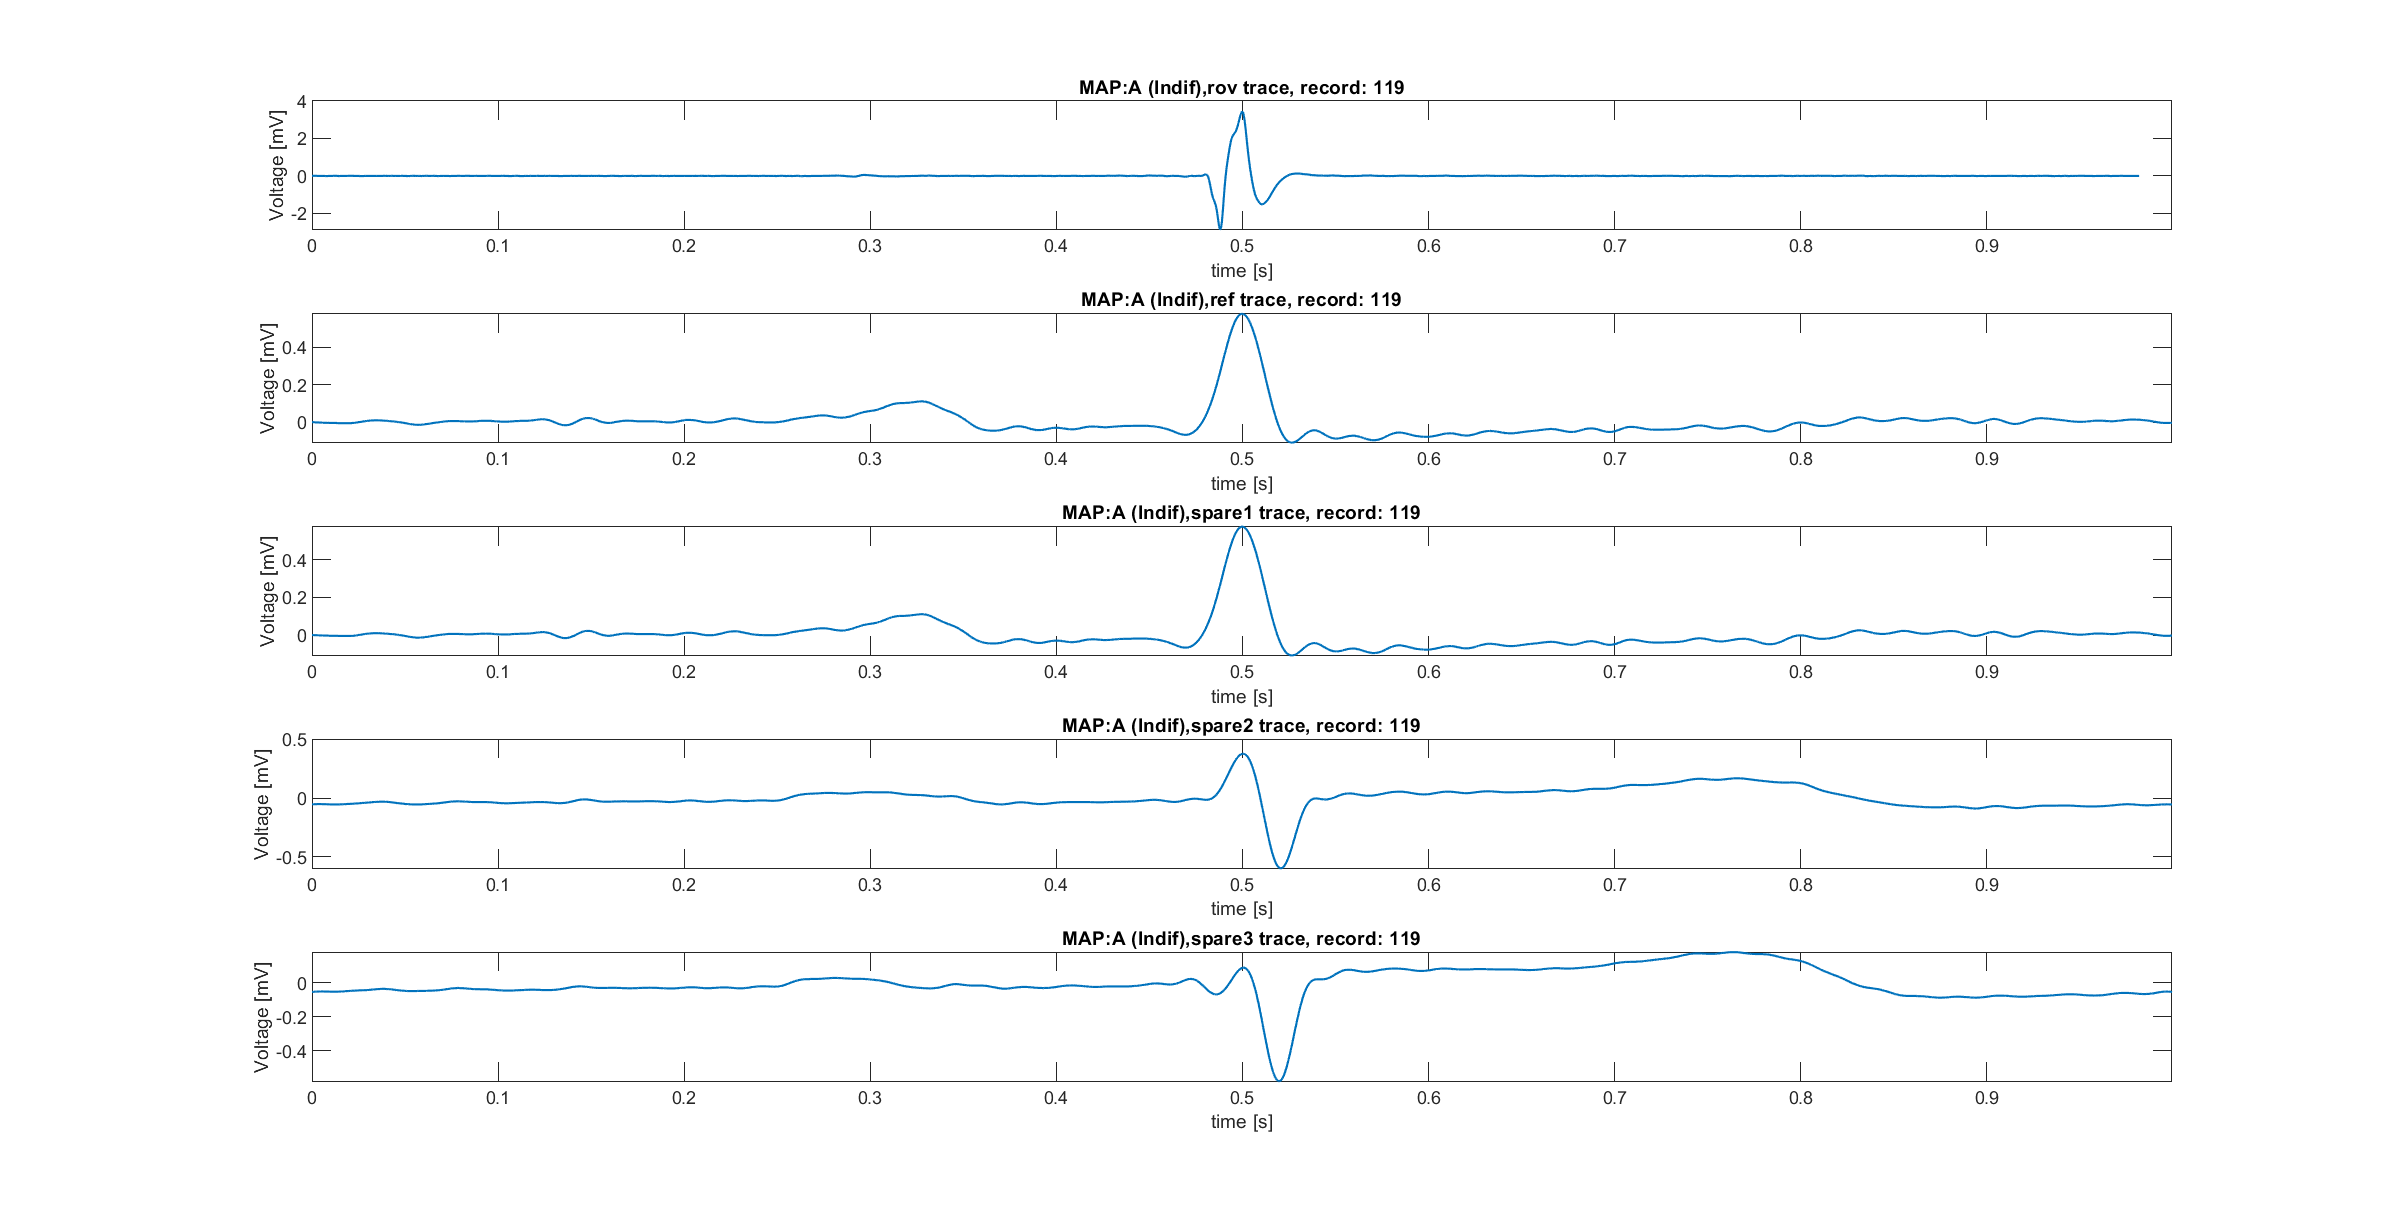 MAP:A (Indif),rov trace, record: 119
Voltage [mV]
4
2
0
-2
0 0.1 0.2 0.3 0.4 0.5 0.6 0.7 0.8 0.9
time [s]
MAP:A (Indif),ref trace, record: 119
Voltage [mV]
0.4
0.2
0
0 0.1 0.2 0.3 0.4 0.5 0.6 0.7 0.8 0.9
time [s]
MAP:A (Indif),spare1 trace, record: 119
Voltage [mV]
0.4
0.2
0
0 0.1 0.2 0.3 0.4 0.5 0.6 0.7 0.8 0.9
time [s]
MAP:A (Indif),spare2 trace, record: 119
Voltage [mV]
0.5
0
-0.5
0 0.1 0.2 0.3 0.4 0.5 0.6 0.7 0.8 0.9
time [s]
MAP:A (Indif),spare3 trace, record: 119
Voltage [mV]
0
-0.2
-0.4
0 0.1 0.2 0.3 0.4 0.5 0.6 0.7 0.8 0.9
time [s]